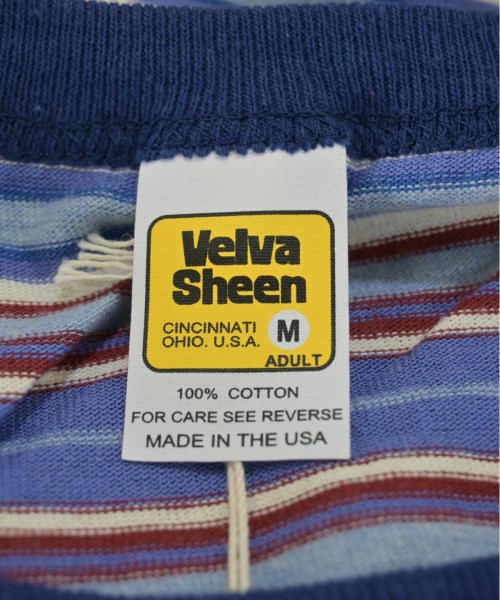 Velva
Sheen
CINCINNATI
OHIO. U.S.A. M
ADULT
100% COTTON
FOR CARE SEE REVERSE
MADE IN THE USA